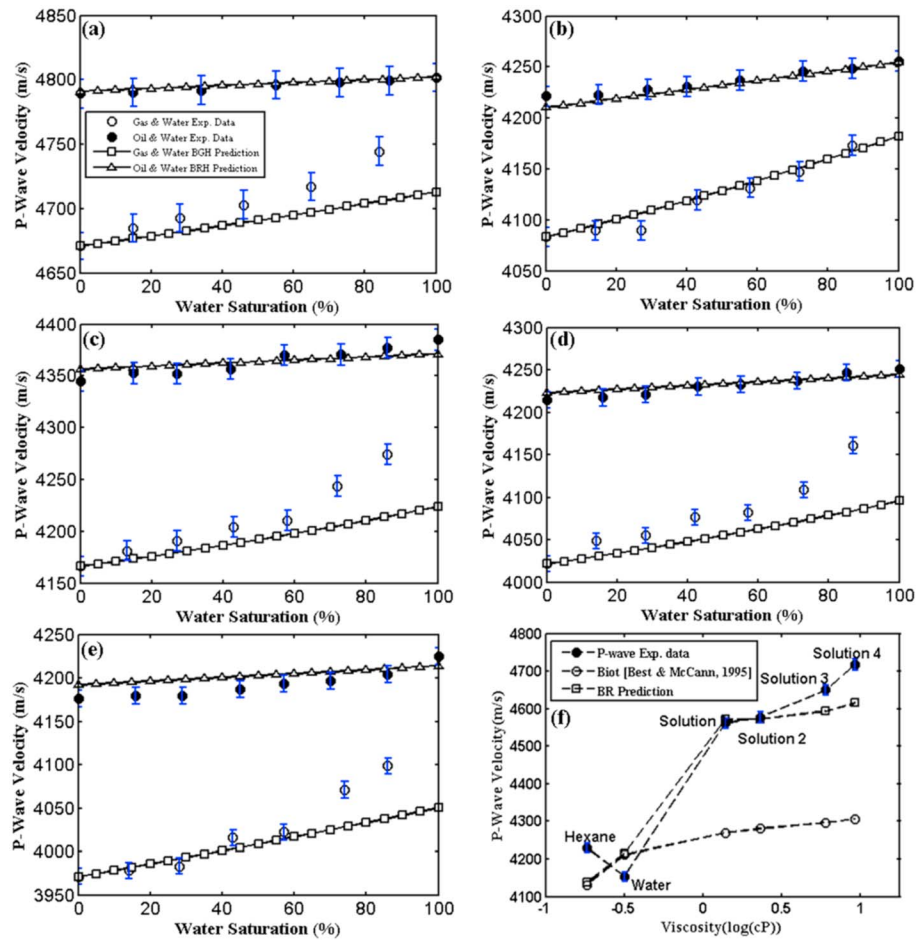 (a)
P-Wave Velocity (m/s)
4850
4800
4750
4700
4650
Gas & Water Exp. Data
Oil & Water Exp. Data
Gas & Water BGH Prediction
Oil & Water BRH Prediction
0 20 40 60 80 100
Water Saturation (%)
(b)
P-Wave Velocity (m/s)
4300
4250
4200
4150
4100
4050
0 20 40 60 80 100
Water Saturation (%)
(c)
P-Wave Velocity (m/s)
4400
4350
4300
4250
4200
4150
0 20 40 60 80 100
Water Saturation (%)
(d)
P-Wave Velocity (m/s)
4300
4250
4200
4150
4100
4050
4000
0 20 40 60 80 100
Water Saturation (%)
(e)
P-Wave Velocity (m/s)
4250
4200
4150
4100
4050
4000
3950
0 20 40 60 80 100
Water Saturation (%)
(f)
P-Wave Velocity(m/s)
4800
4700
4600
4500
4400
4300
4200
4100
P-wave Exp. data
Biot [Best & McCann, 1995]
BR Prediction
Solution 4
Solution 3
Solution 
Solution 2
Hexane
Water
-1 -0.5 0 0.5 1
Viscosity(log(cP))